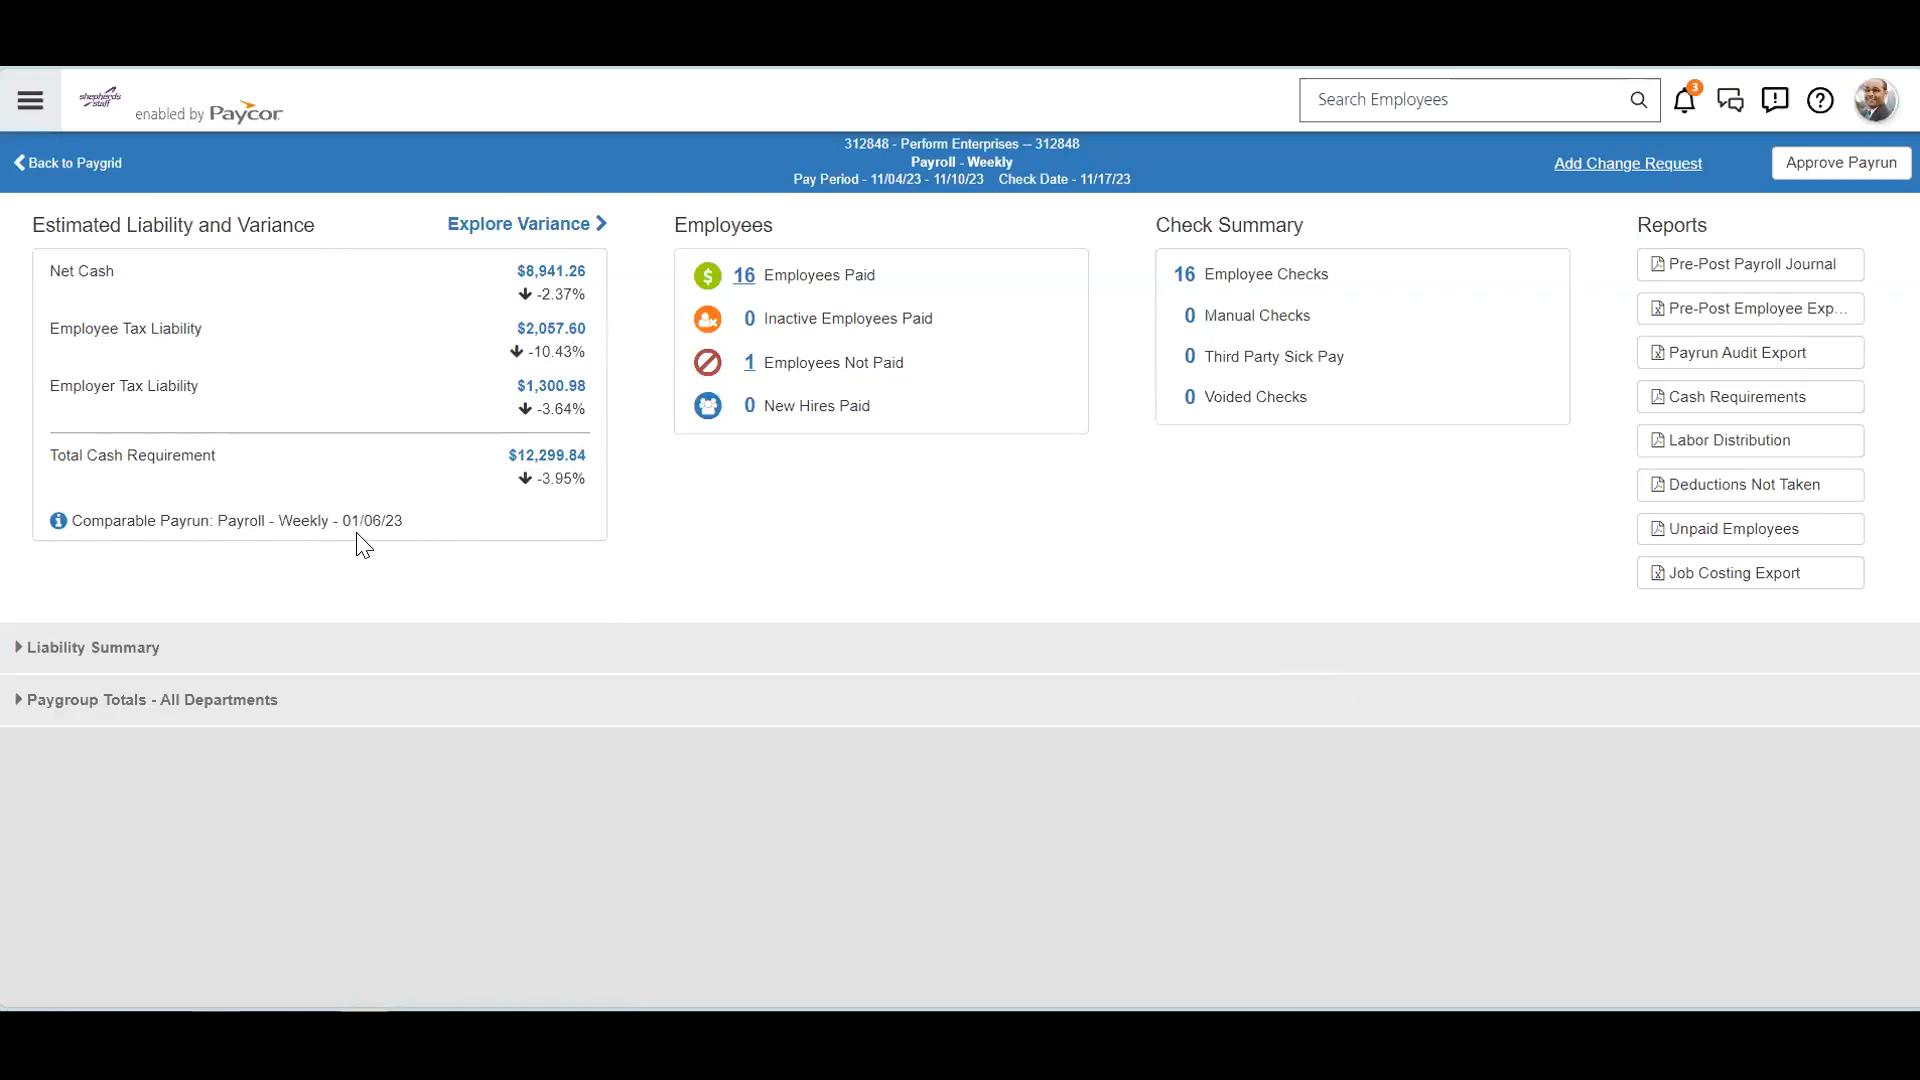 shepherds
staff
enabled by Paycor
Search Employees
3
Back to Paygrid
312848 - Perform Enterprises -- 312848
Payroll - Weekly
Pay Period - 11/04/23 - 11/10/23 Check Date - 11/17/23
Add Change Request
Approve Payrun
Estimated Liability and Variance
Explore Variance
Net Cash
$8,941.26
-2.37%
Employee Tax Liability
$2,057.60
-10.43%
Employer Tax Liability
$1,300.98
-3.64%
Total Cash Requirement
$12,299.84
-3.95%
Comparable Payrun: Payroll - Weekly - 01/06/23
Employees
16 Employees Paid
0 Inactive Employees Paid
1 Employees Not Paid
0 New Hires Paid
Check Summary
16 Employee Checks
0 Manual Checks
0 Third Party Sick Pay
0 Voided Checks
Reports
Pre-Post Payroll Journal
Pre-Post Employee Exp...
Payrun Audit Export
Cash Requirements
Labor Distribution
Deductions Not Taken
Unpaid Employees
Job Costing Export
Liability Summary
Paygroup Totals - All Departments